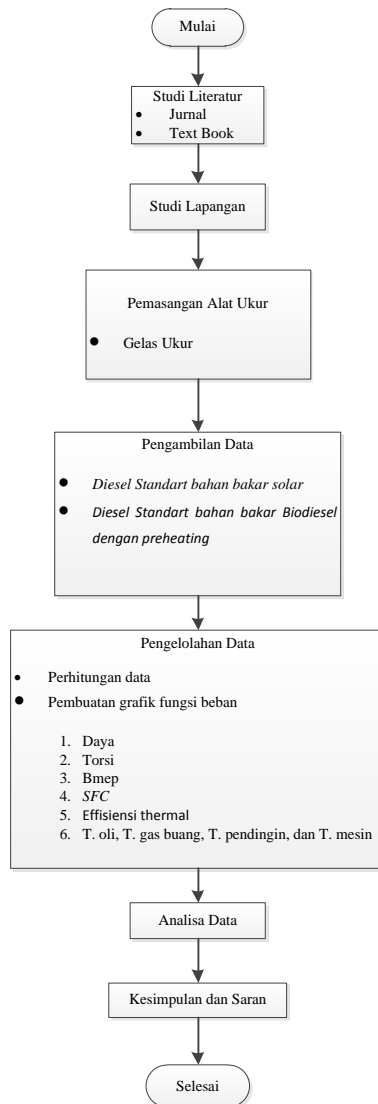 Mulai
Studi Literatur
• Jurnal
• Text Book
Studi Lapangan
Pemasangan Alat Ukur
• Gelas Ukur
Pengambilan Data
• Diesel Standart bahan bakar solar
• Diesel Standart bahan bakar Biodiesel
dengan preheating
Pengelolahan Data
• Perhitungan data
• Pembuatan grafik fungsi beban
1. Daya
2. Torsi
3. Bmep
4. SFC
5. Effisiensi thermal
6. T. oli, T. gas buang, T. pendingin, dan T. mesin
Analisa Data
Kesimpulan dan Saran
Selesai